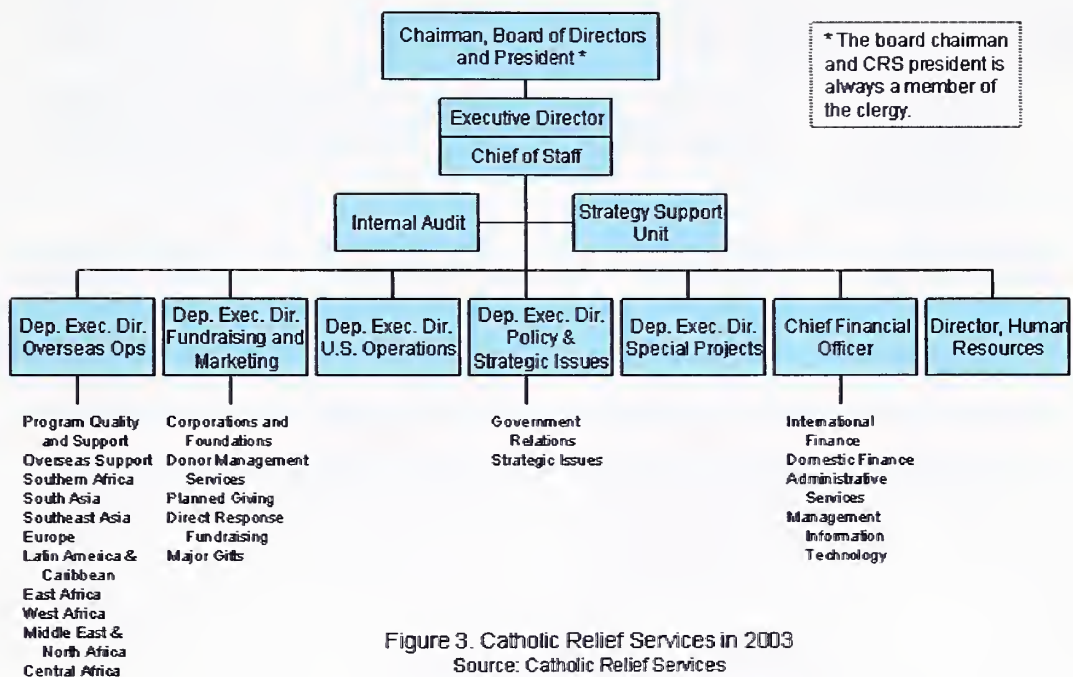 Chairman, Board of Directors
and President *
* The board chairman
and CRS president is
always a member of
the clergy.
Executive Director
Chief of Staff
Internal Audit
Strategy Support
Unit
Dep. Exec. Dir.
Overseas Ops
Dep. Exec. Dir.
Fundraising and
Marketing
Dep. Exec. Dir.
U.S. Operations
Dep. Exec. Dir.
Policy &
Strategic Issues
Dep. Exec. Dir.
Special Projects
Chief Financial
Officer
Director, Human
Resources
Program Quality
and Support
Overseas Support
Southern Africa
South Asia
Southeast Asia
Europe
Latin America &
Caribbean
East Africa
West Africa
Middle East &
North Africa
Central Africa
Corporations and
Foundations
Donor Management
Services
Planned Giving
Direct Response
Fundraising
Major Gifts
Government
Relations
Strategic Issues
International
Finance
Domestic Finance
Administrative
Services
Management
Information
Technology
Figure 3. Catholic Relief Services in 2003
Source: Catholic Relief Services